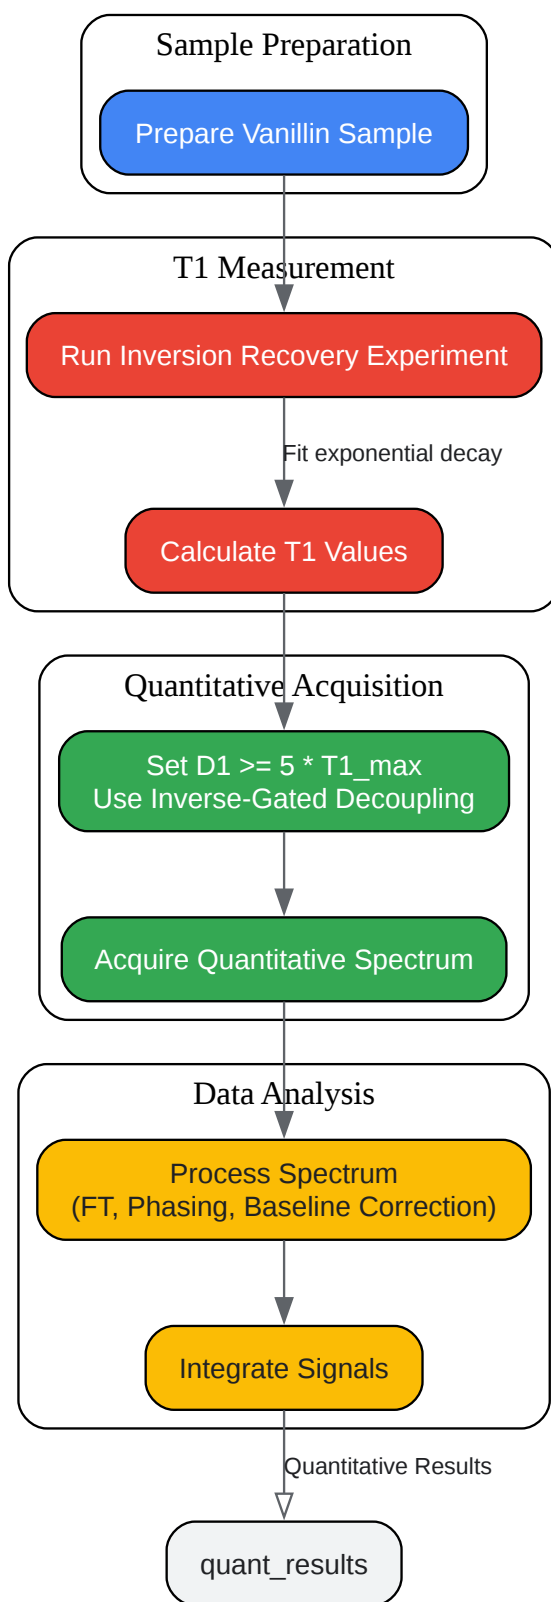 Sample Preparation
Prepare Vanillin Sample
T1 Measurement
Run Inversion Recovery Experiment
Fit exponential decay
Calculate T1 Values
Quantitative Acquisition
Set D1 >= 5 * T1_max
Use Inverse-Gated Decoupling
Acquire Quantitative Spectrum
Data Analysis
Process Spectrum
(FT, Phasing, Baseline Correction)
Integrate Signals
Quantitative Results
quant_results